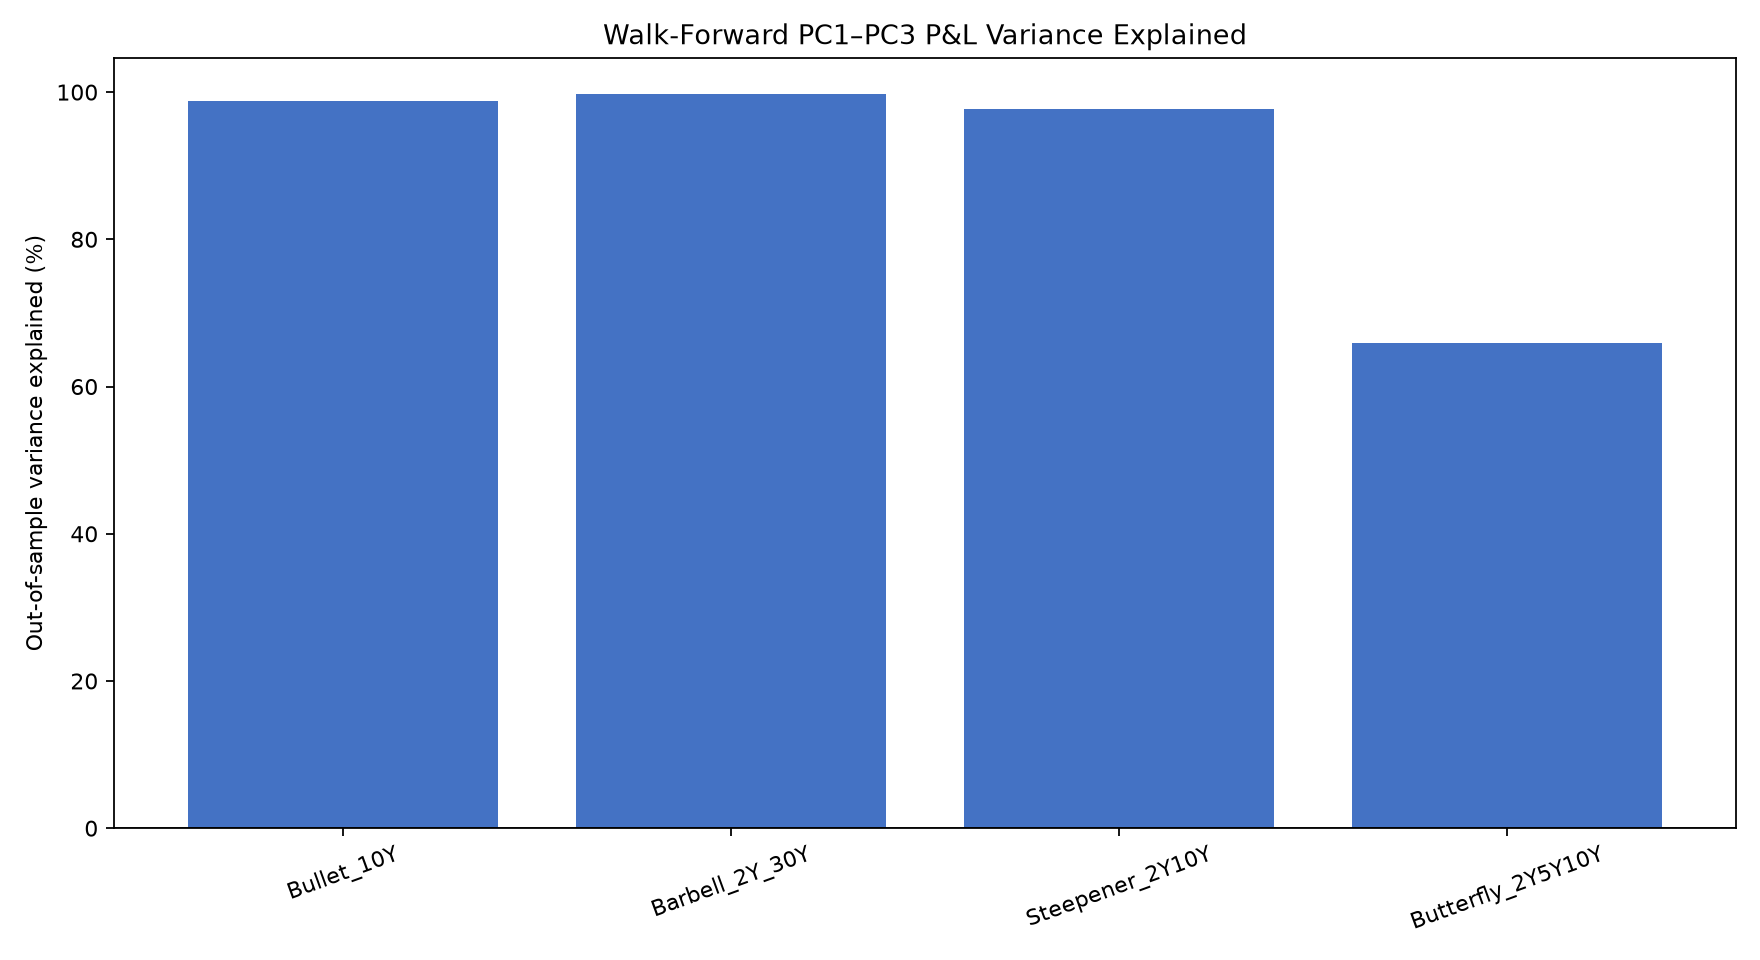 Walk-Forward PC1–PC3 P&L Variance Explained
Out-of-sample variance explained (%)
100
80
60
40
20
0
Bullet_10Y
Barbell_2Y_30Y
Steepener_2Y10Y
Butterfly_2Y5Y10Y